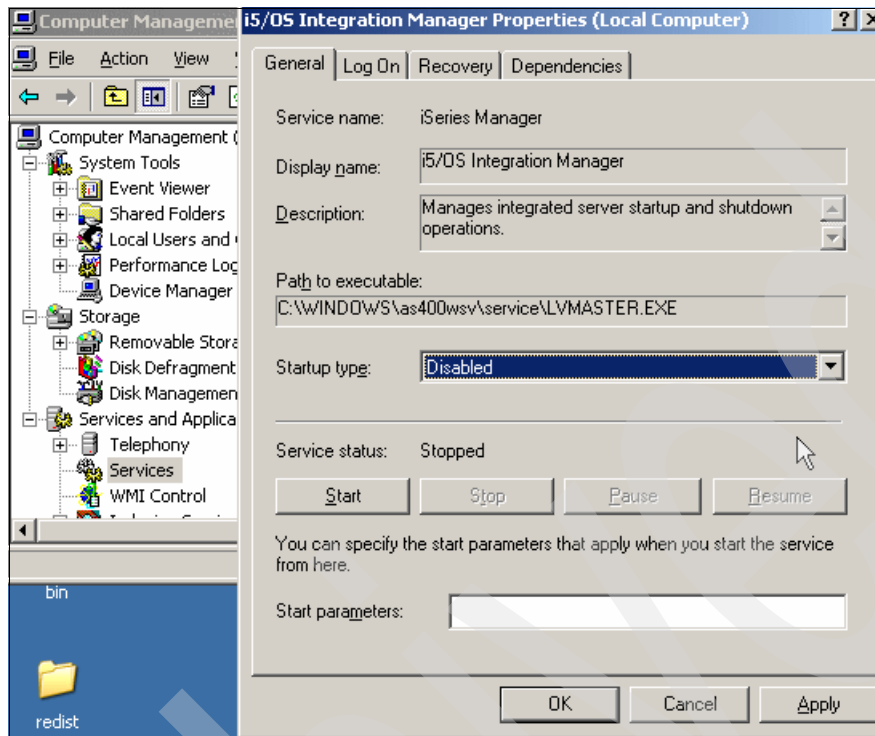 Computer Managemen
File Action View
Computer Management (
System Tools
Event Viewer
Shared Folders
Local Users and
Performance Log
Device Manager
Storage
Removable Stora
Disk Defragment
Disk Managemen
Services and Applica
Telephony
Services
WMI Control
bin
redist
i5/OS Integration Manager Properties (Local Computer)
General Log On Recovery Dependencies
Service name: iSeries Manager
Display name: i5/OS Integration Manager
Description: Manages integrated server startup and shutdown
operations.
Path to executable:
C:\WINDOWS\as400wsv\service\LVMASTER.EXE
Startup type: Disabled
Service status: Stopped
Start Stop Pause Resume
You can specify the start parameters that apply when you start the service
from here.
Start parameters:
OK Cancel Apply